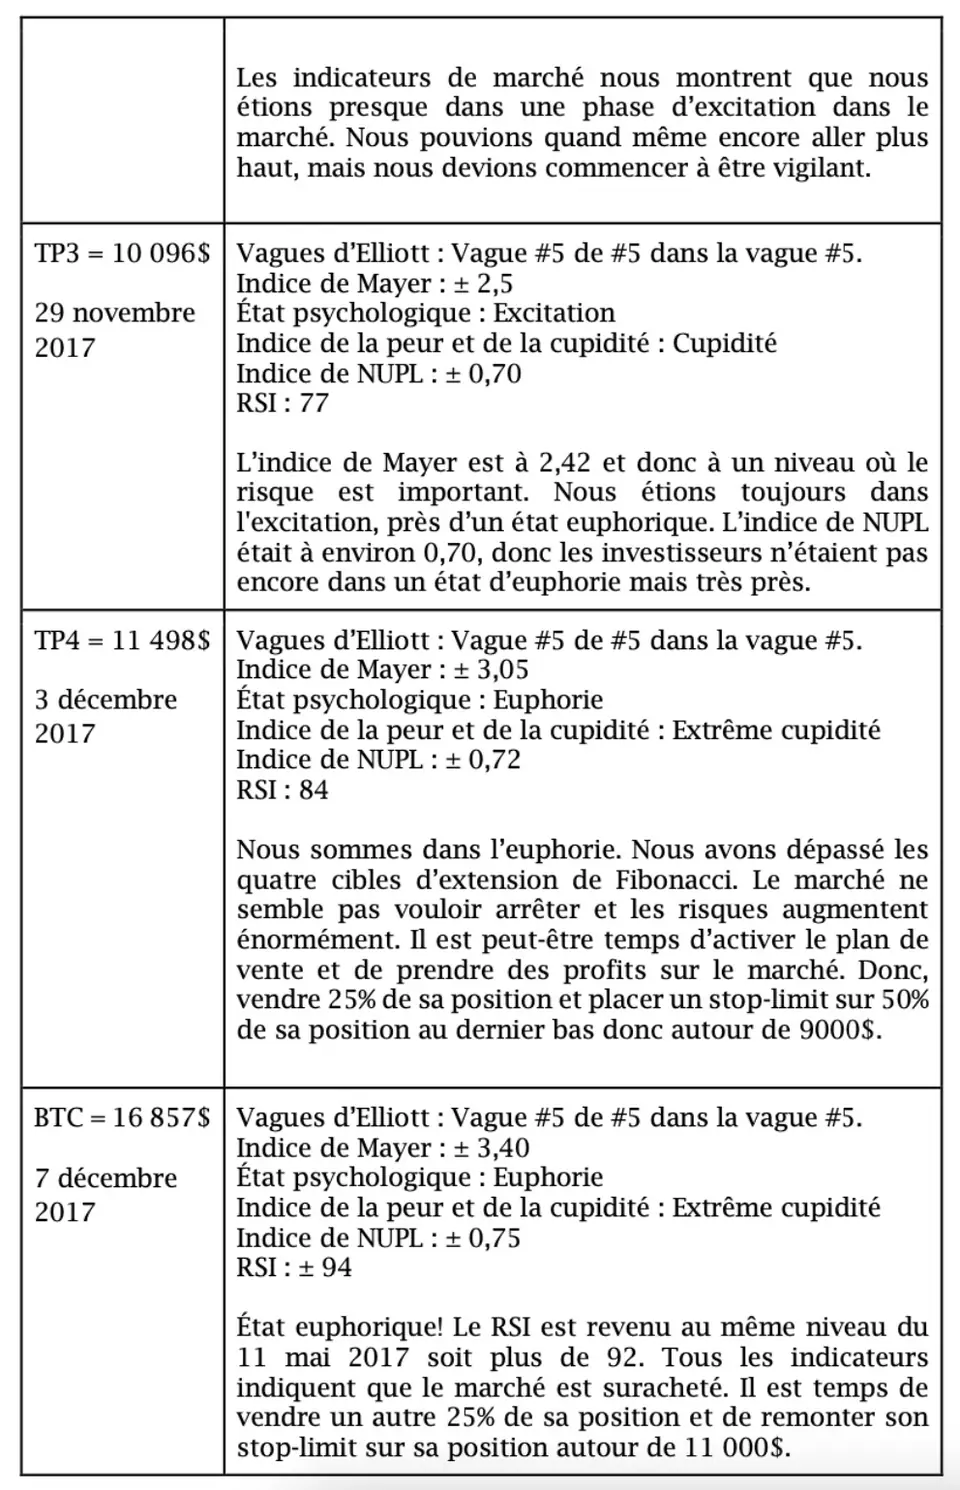 Les indicateurs de marché nous montrent que nous
étions presque dans une phase d’excitation dans le
marché. Nous pouvions quand même encore aller plus
haut, mais nous devions commencer à être vigilant.
TP3 = 10 096$
29 novembre
2017
Vagues d’Elliott : Vague #5 de #5 dans la vague #5.
Indice de Mayer : ± 2,5
État psychologique : Excitation
Indice de la peur et de la cupidité : Cupidité
Indice de NUPL : ± 0,70
RSI : 77
L’indice de Mayer est à 2,42 et donc à un niveau où le
risque est important. Nous étions toujours dans
l'excitation, près d’un état euphorique. L’indice de NUPL
était à environ 0,70, donc les investisseurs n’étaient pas
encore dans un état d’euphorie mais très près.
TP4 = 11 498$
3 décembre
2017
Vagues d’Elliott : Vague #5 de #5 dans la vague #5.
Indice de Mayer : ± 3,05
État psychologique : Euphorie
Indice de la peur et de la cupidité : Extrême cupidité
Indice de NUPL : ± 0,72
RSI : 84
Nous sommes dans l’euphorie. Nous avons dépassé les
quatre cibles d’extension de Fibonacci. Le marché ne
semble pas vouloir arrêter et les risques augmentent
énormément. Il est peut-être temps d’activer le plan de
vente et de prendre des profits sur le marché. Donc,
vendre 25% de sa position et placer un stop-limit sur 50%
de sa position au dernier bas donc autour de 9000$.
BTC = 16 857$
7 décembre
2017
Vagues d’Elliott : Vague #5 de #5 dans la vague #5.
Indice de Mayer : ± 3,40
État psychologique : Euphorie
Indice de la peur et de la cupidité : Extrême cupidité
Indice de NUPL : ± 0,75
RSI : ± 94
État euphorique! Le RSI est revenu au même niveau du
11 mai 2017 soit plus de 92. Tous les indicateurs
indiquent que le marché est suracheté. Il est temps de
vendre un autre 25% de sa position et de remonter son
stop-limit sur sa position autour de 11 000$.